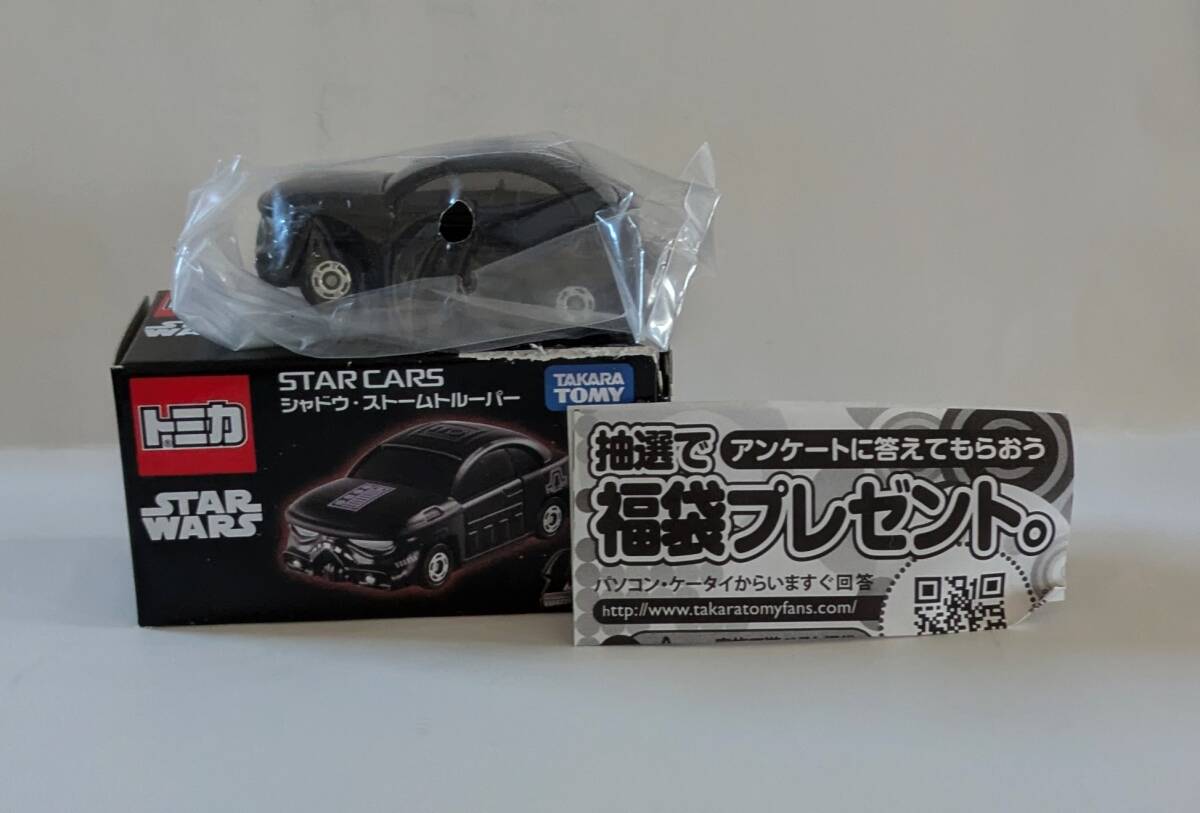 STAR WARS
STAR CARS
シャドウ・ストームトルーパー
TAKARA
TOMY
トミカ
STAR
WARS
抽選で
アンケートに答えてもらおう
福袋プレゼント。
パソコン・ケータイからいますぐ回答
http://www.takaratomyfans.com/